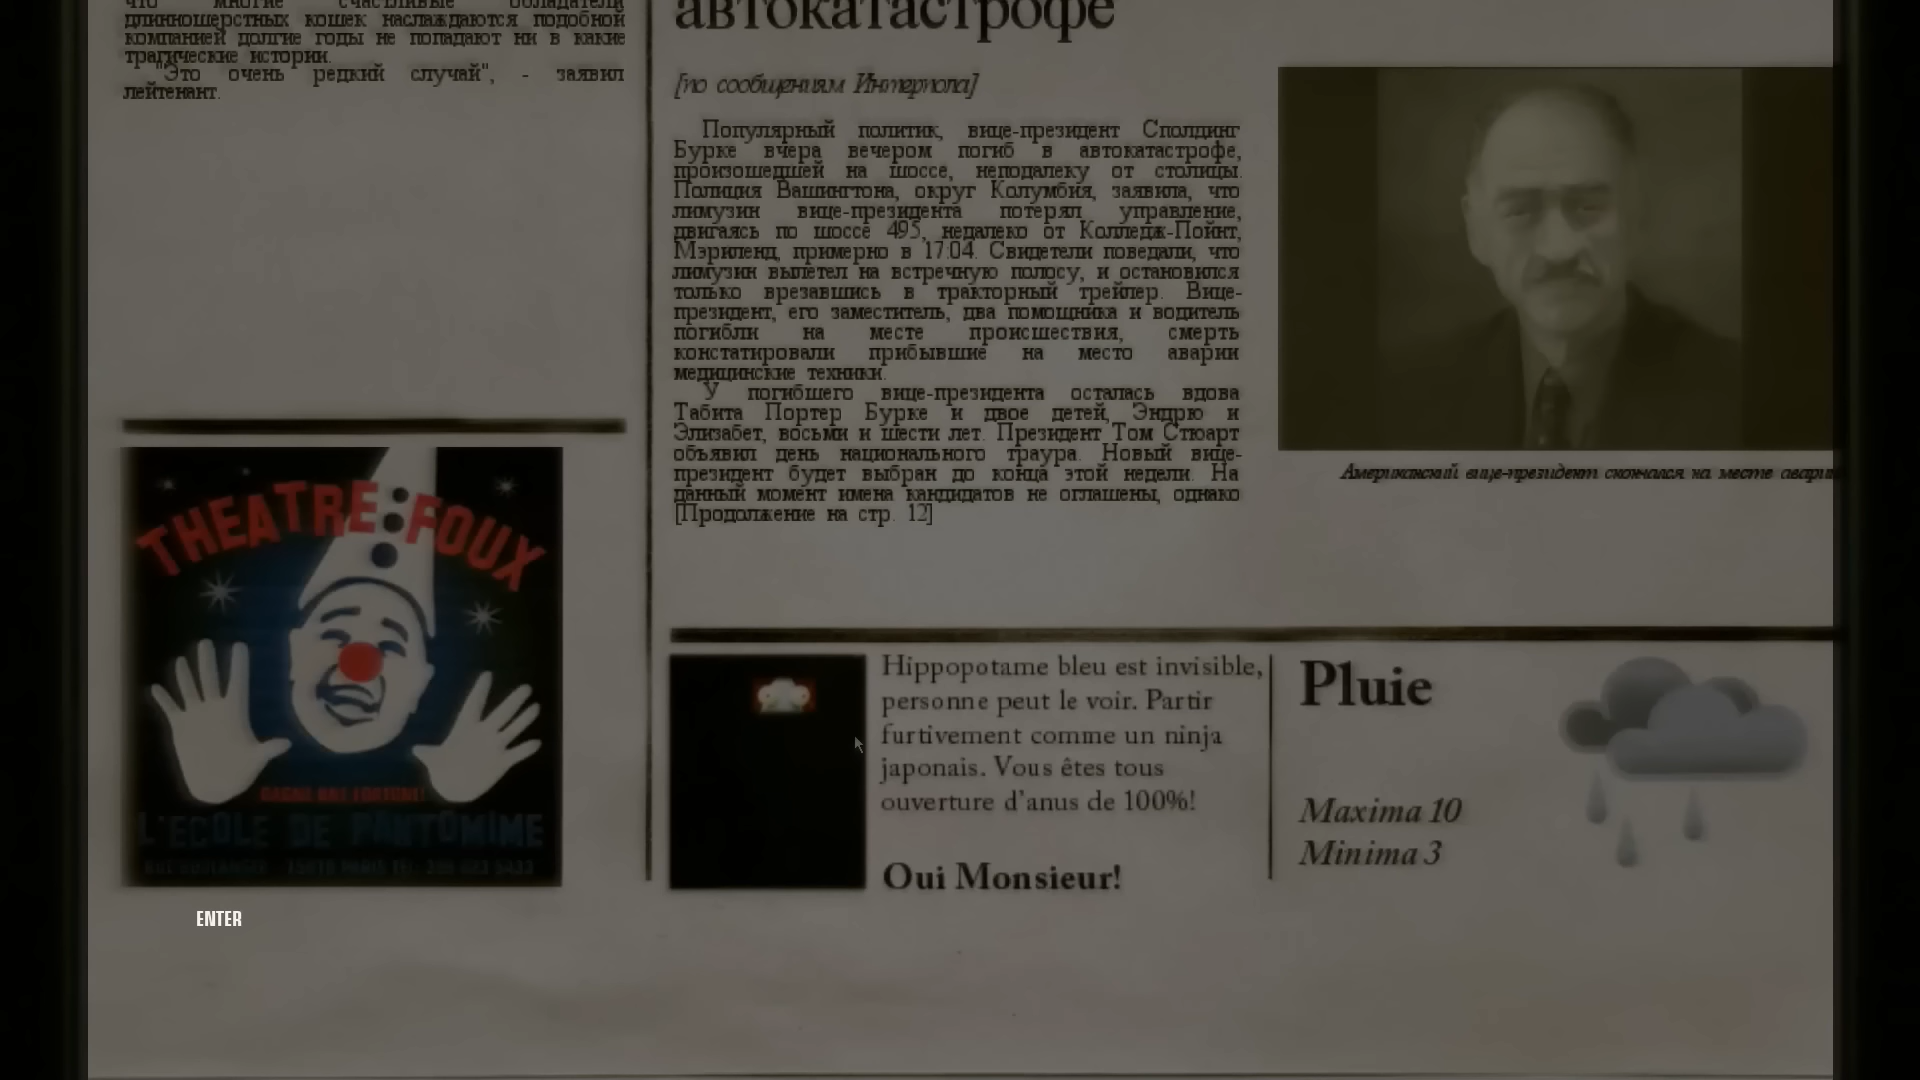 что многие счастливые обладатели
длинношерстных кошек наслаждаются подобной
компанией долгие годы не попадают ни в какие
трагические истории.
"Это очень редкий случай", - заявил
лейтенант.
автокатастрофе
[по сообщениям Интерпола]
Популярный политик, вице-президент Сполдинг
Бурке вчера вечером погиб в автокатастрофе,
произошедшей на шоссе, неподалеку от столицы.
Полиция Вашингтона, округ Колумбия, заявила, что
лимузин вице-президента потерял управление,
двигаясь по шоссе 495, недалеко от Колледж-Пойнт,
Мэриленд, примерно в 17:04. Свидетели поведали, что
лимузин вылетел на встречную полосу, и остановился
только врезавшись в тракторный трейлер. Вице-
президент, его заместитель, два помощника и водитель
погибли на месте происшествия, смерть
констатировали прибывшие на место аварии
медицинские техники.
У погибшего вице-президента осталась вдова
Табита Портер Бурке и двое детей, Эндрю и
Элизабет, восьми и шести лет. Президент Том Стюарт
объявил день национального траура. Новый вице-
президент будет выбран до конца этой недели. На
данный момент имена кандидатов не оглашены, однако
[Продолжение на стр. 12]
Американский вице-президент скончался на месте аварии
THEATRE FOUX
GAGNE UNE FORTUNE!
L'ECOLE DE PANTOMIME
RUE BOULANGER 75010 PARIS TEL
Hippopotame bleu est invisible,
personne peut le voir. Partir
furtivement comme un ninja
japonais. Vous êtes tous
ouverture d'anus de 100%!
Oui Monsieur!
Pluie
Maxima 10
Minima 3
ENTER